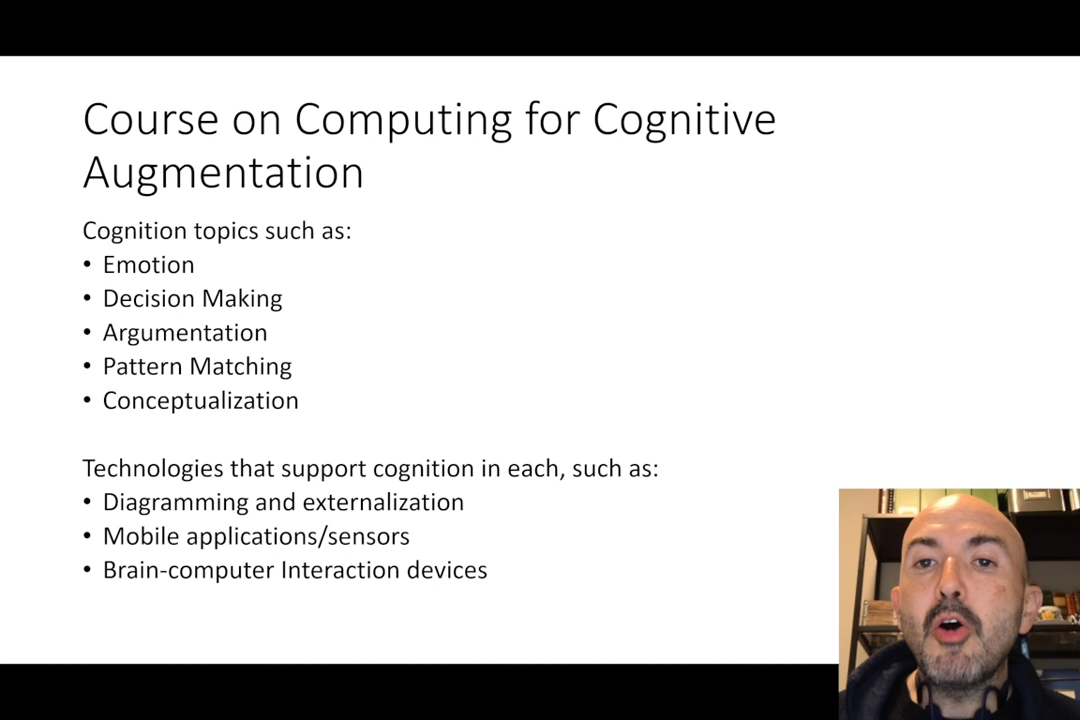 Course on Computing for Cognitive
Augmentation
Cognition topics such as:
• Emotion
• Decision Making
• Argumentation
• Pattern Matching
• Conceptualization
Technologies that support cognition in each, such as:
• Diagramming and externalization
• Mobile applications/sensors
• Brain-computer Interaction devices